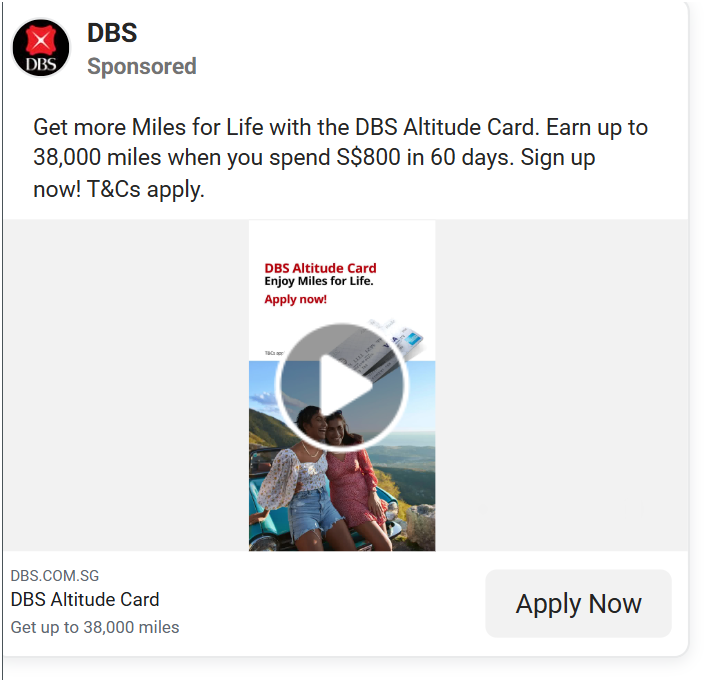 DBS
DBS
Sponsored
Get more Miles for Life with the DBS Altitude Card. Earn up to
38,000 miles when you spend S$800 in 60 days. Sign up
now! T&Cs apply.
DBS Altitude Card
Enjoy Miles for Life.
Apply now!
T&Cs
DBS.COM.SG
DBS Altitude Card
Get up to 38,000 miles
Apply Now